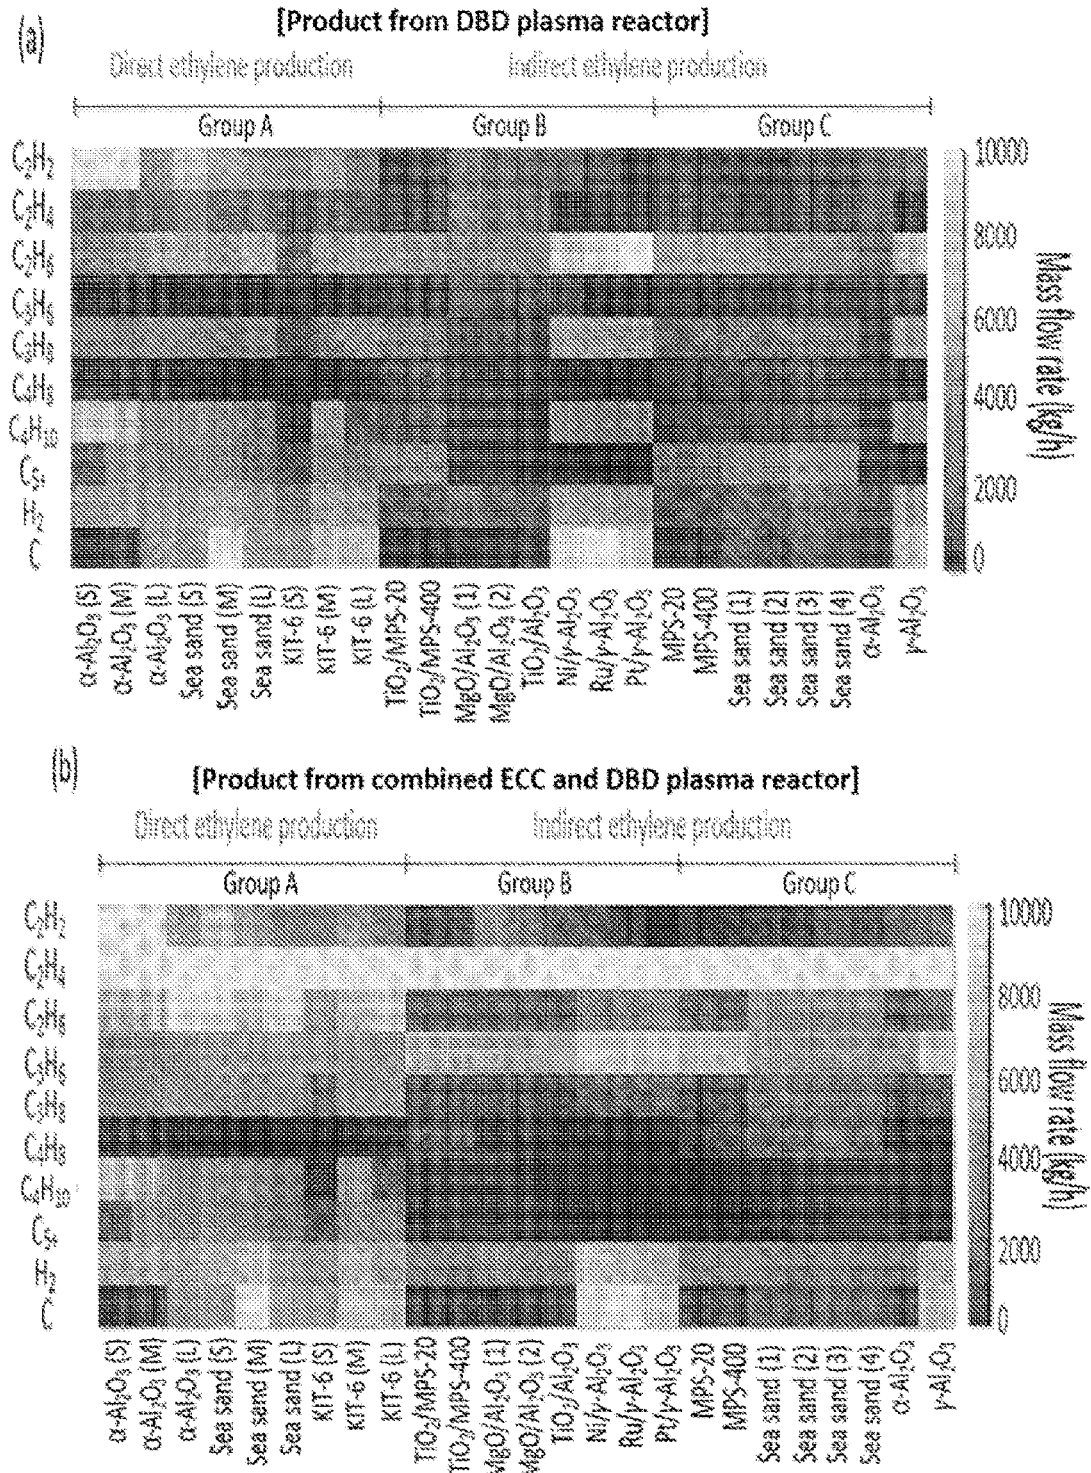 (a)
[Product from DBD plasma reactor]
Direct ethylene production
Indirect ethylene production
Group A
Group B
Group C
C₂H₂
C₂H₄
C₂H₆
C₃H₆
C₃H₈
C₄H₈
C₄H₁₀
C₅₊
H₂
C
10000
8000
6000
4000
2000
0
Mass flow rate (kg/h)
α-Al₂O₃ (S)
α-Al₂O₃ (M)
α-Al₂O₃ (L)
Sea sand (S)
Sea sand (M)
Sea sand (L)
KIT-6 (S)
KIT-6 (M)
KIT-6 (L)
TiO₂/MPS-20
TiO₂/MPS-400
MgO/Al₂O₃ (1)
MgO/Al₂O₃ (2)
TiO₂/Al₂O₃
Ni/γ-Al₂O₃
Ru/γ-Al₂O₃
Pt/γ-Al₂O₃
MPS-20
MPS-400
Sea sand (1)
Sea sand (2)
Sea sand (3)
Sea sand (4)
α-Al₂O₃
γ-Al₂O₃
(b)
[Product from combined ECC and DBD plasma reactor]
Direct ethylene production
Indirect ethylene production
Group A
Group B
Group C
C₂H₂
C₂H₄
C₂H₆
C₃H₆
C₃H₈
C₄H₈
C₄H₁₀
C₅₊
H₂
C
10000
8000
6000
4000
2000
0
Mass flow rate (kg/h)
α-Al₂O₃ (S)
α-Al₂O₃ (M)
α-Al₂O₃ (L)
Sea sand (S)
Sea sand (M)
Sea sand (L)
KIT-6 (S)
KIT-6 (M)
KIT-6 (L)
TiO₂/MPS-20
TiO₂/MPS-400
MgO/Al₂O₃ (1)
MgO/Al₂O₃ (2)
TiO₂/Al₂O₃
Ni/γ-Al₂O₃
Ru/γ-Al₂O₃
Pt/γ-Al₂O₃
MPS-20
MPS-400
Sea sand (1)
Sea sand (2)
Sea sand (3)
Sea sand (4)
α-Al₂O₃
γ-Al₂O₃